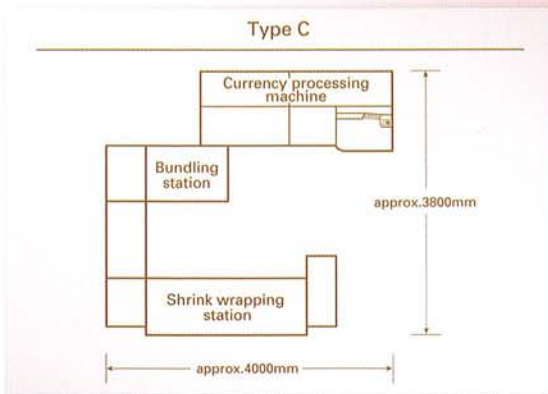 Type C
Currency processing
machine
Bundling
station
approx.3800mm
Shrink wrapping
station
approx.4000mm